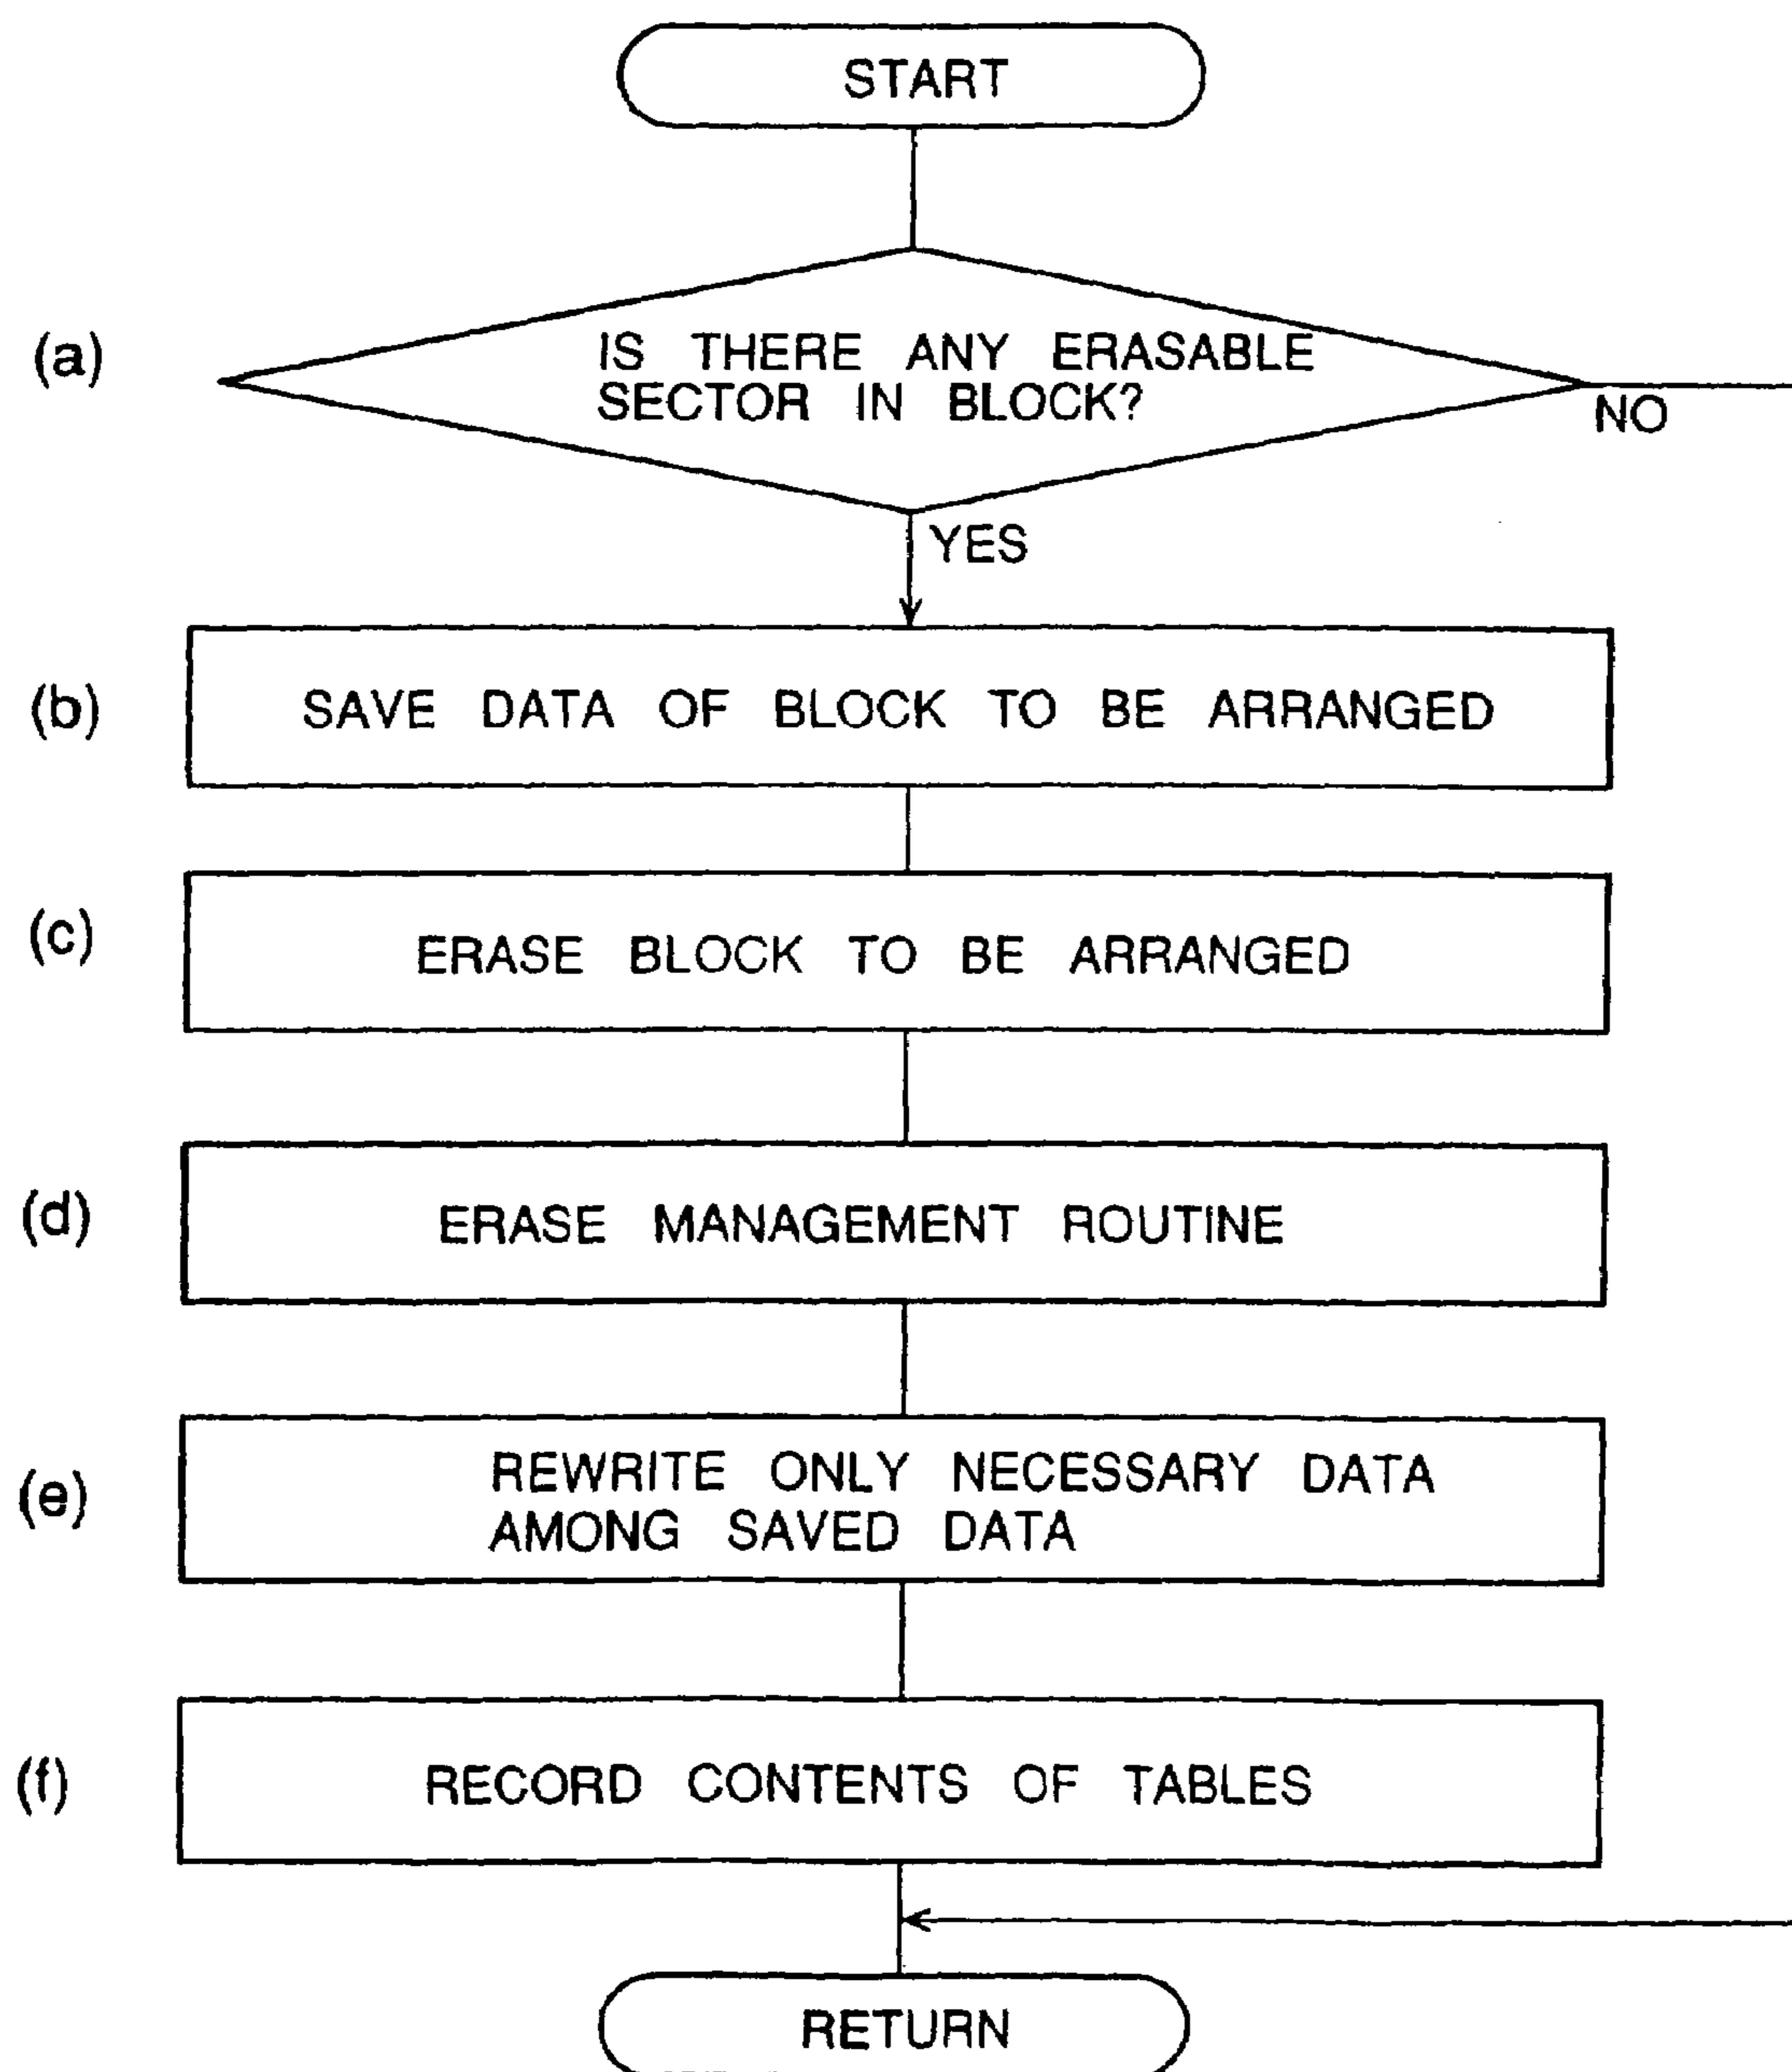 START
(a)
IS THERE ANY ERASABLE
SECTOR IN BLOCK?
NO
YES
(b)
SAVE DATA OF BLOCK TO BE ARRANGED
(c)
ERASE BLOCK TO BE ARRANGED
(d)
ERASE MANAGEMENT ROUTINE
(e)
REWRITE ONLY NECESSARY DATA
AMONG SAVED DATA
(f)
RECORD CONTENTS OF TABLES
RETURN